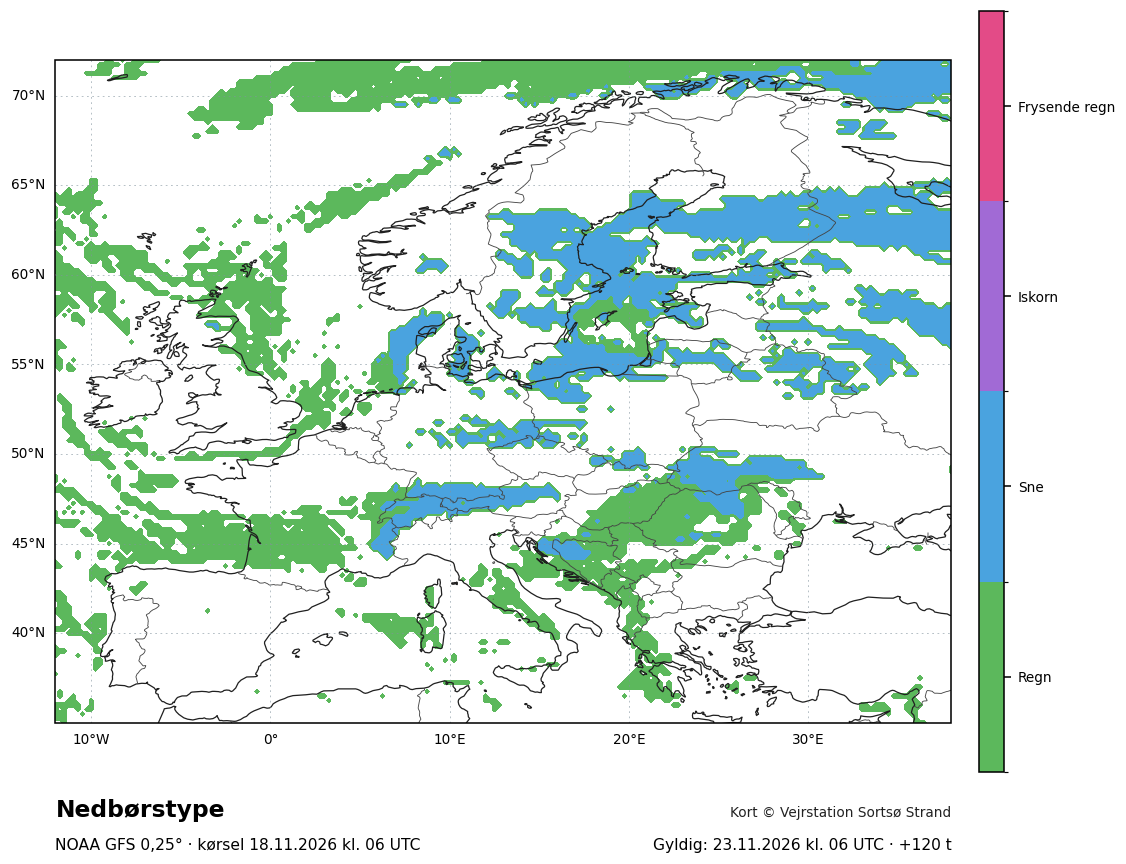 70°N
65°N
60°N
55°N
50°N
45°N
40°N
10°W
0°
10°E
20°E
30°E
Frysende regn
Iskorn
Sne
Regn
Nedbørstype
Kort © Vejrstation Sortsø Strand
NOAA GFS 0,25° · kørsel 18.11.2026 kl. 06 UTC
Gyldig: 23.11.2026 kl. 06 UTC · +120 t